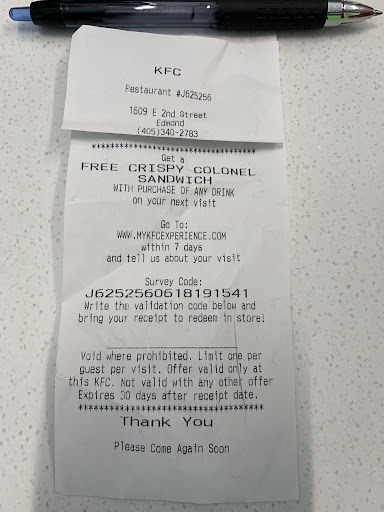 KFC
Restaurant #J625256
1609 E 2nd Street
Edmond
(405)340-2783
********************************
Get a
FREE CRISPY COLONEL
SANDWICH
WITH PURCHASE OF ANY DRINK
on your next visit
Go To:
WWW.MYKFCEXPERIENCE.COM
within 7 days
and tell us about your visit
Survey Code:
J6252560618191541
Write the validation code below and
bring your receipt to redeem in store!
Void where prohibited. Limit one per
guest per visit. Offer valid only at
this KFC. Not valid with any other offer
Expires 30 days after receipt date.
********************************
Thank You
Please Come Again Soon